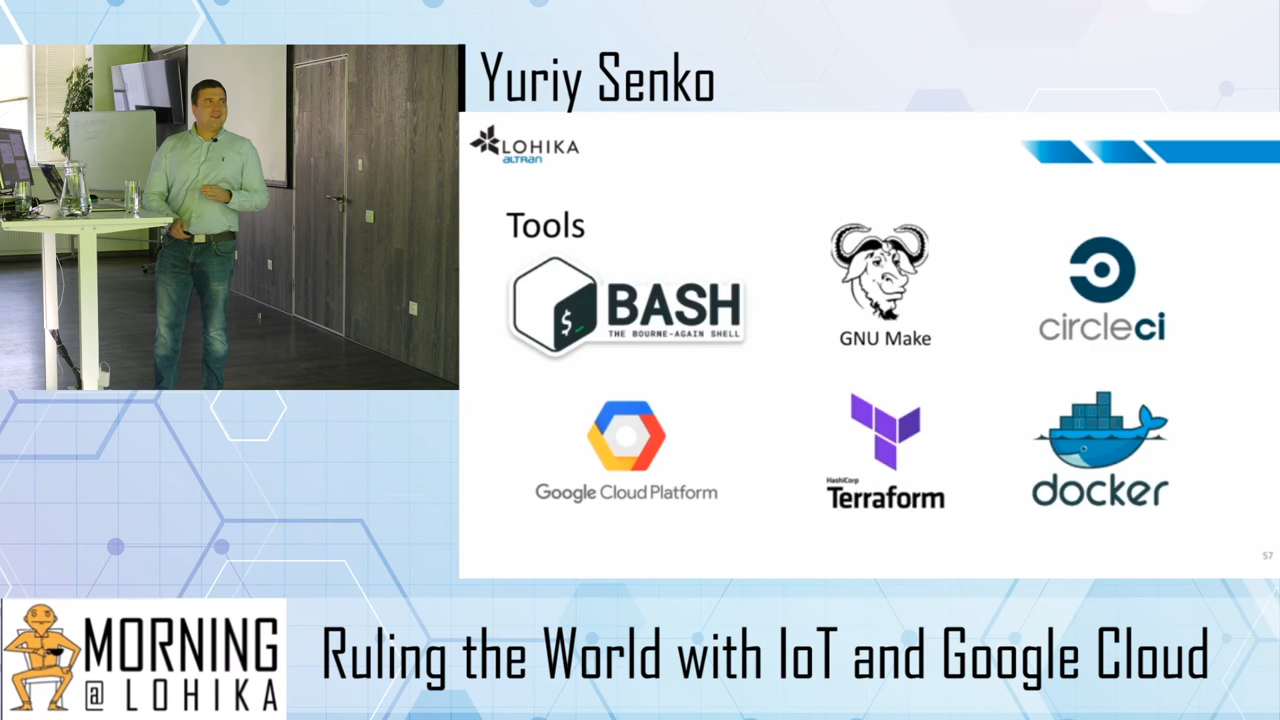 Yuriy Senko
LOHIKA
altran
Tools
$_
BASH
THE BOURNE-AGAIN SHELL
GNU Make
circleci
Google Cloud Platform
HashiCorp
Terraform
docker
57
MORNING
@ LOHIKA
Ruling the World with IoT and Google Cloud